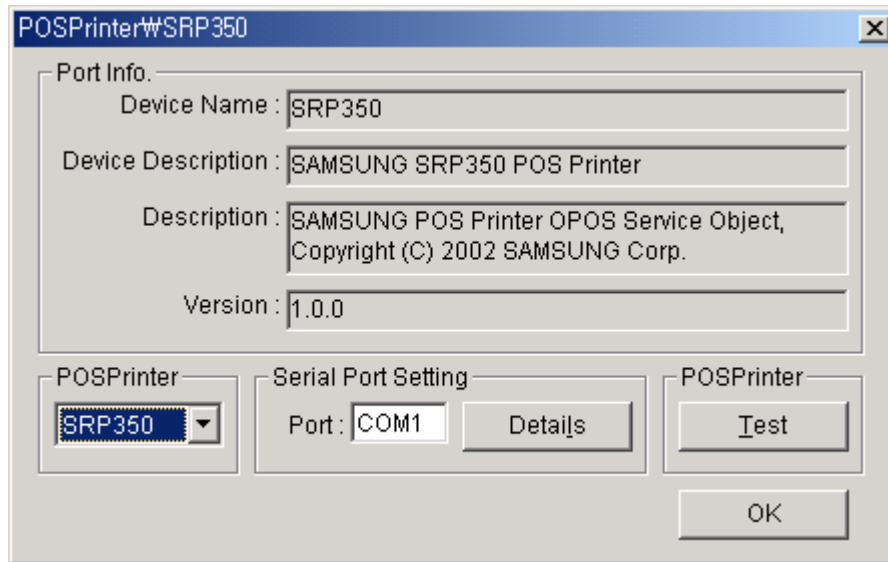 POSPrinter₩SRP350
Port Info.
Device Name : SRP350
Device Description : SAMSUNG SRP350 POS Printer
Description : SAMSUNG POS Printer OPOS Service Object,
Copyright (C) 2002 SAMSUNG Corp.
Version : 1.0.0
POSPrinter Serial Port Setting POSPrinter
SRP350 Port : COM1 Details Test
OK